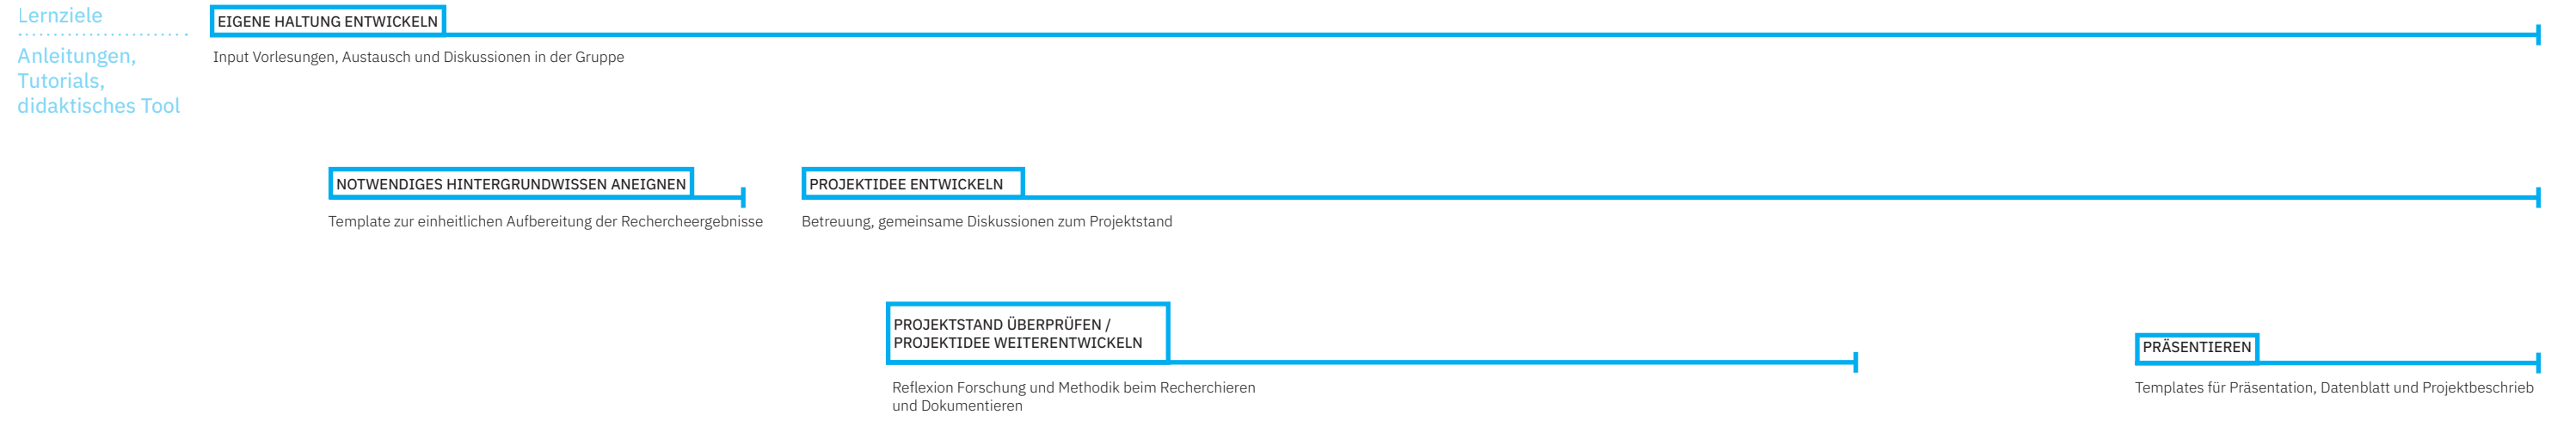 Lernziele
Anleitungen,
Tutorials,
didaktisches Tool
EIGENE HALTUNG ENTWICKELN
Input Vorlesungen, Austausch und Diskussionen in der Gruppe
NOTWENDIGES HINTERGRUNDWISSEN ANEIGNEN
Template zur einheitlichen Aufbereitung der Rechercheergebnisse
PROJEKTIDEE ENTWICKELN
Betreuung, gemeinsame Diskussionen zum Projektstand
PROJEKTSTAND ÜBERPRÜFEN /
PROJEKTIDEE WEITERENTWICKELN
Reflexion Forschung und Methodik beim Recherchieren
und Dokumentieren
PRÄSENTIEREN
Templates für Präsentation, Datenblatt und Projektbeschrieb